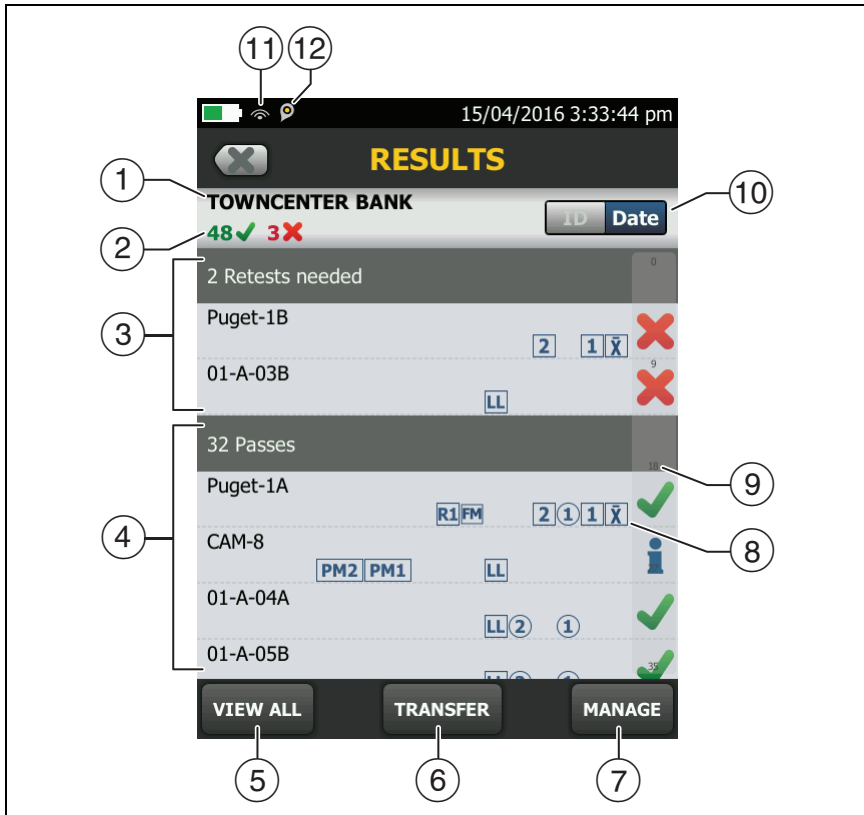 11 12
15/04/2016 3:33:44 pm
RESULTS
1
TOWNCENTER BANK
ID Date
10
2
48 3
3
2 Retests needed
0
Puget-1B
2 1 X̄
9
01-A-03B
LL
4
32 Passes
18
9
Puget-1A
R1 FM 2 1 1 X̄
8
CAM-8
PM2 PM1 LL
01-A-04A
LL 2 1
01-A-05B
35
LL 2 1
VIEW ALL TRANSFER MANAGE
5 6 7